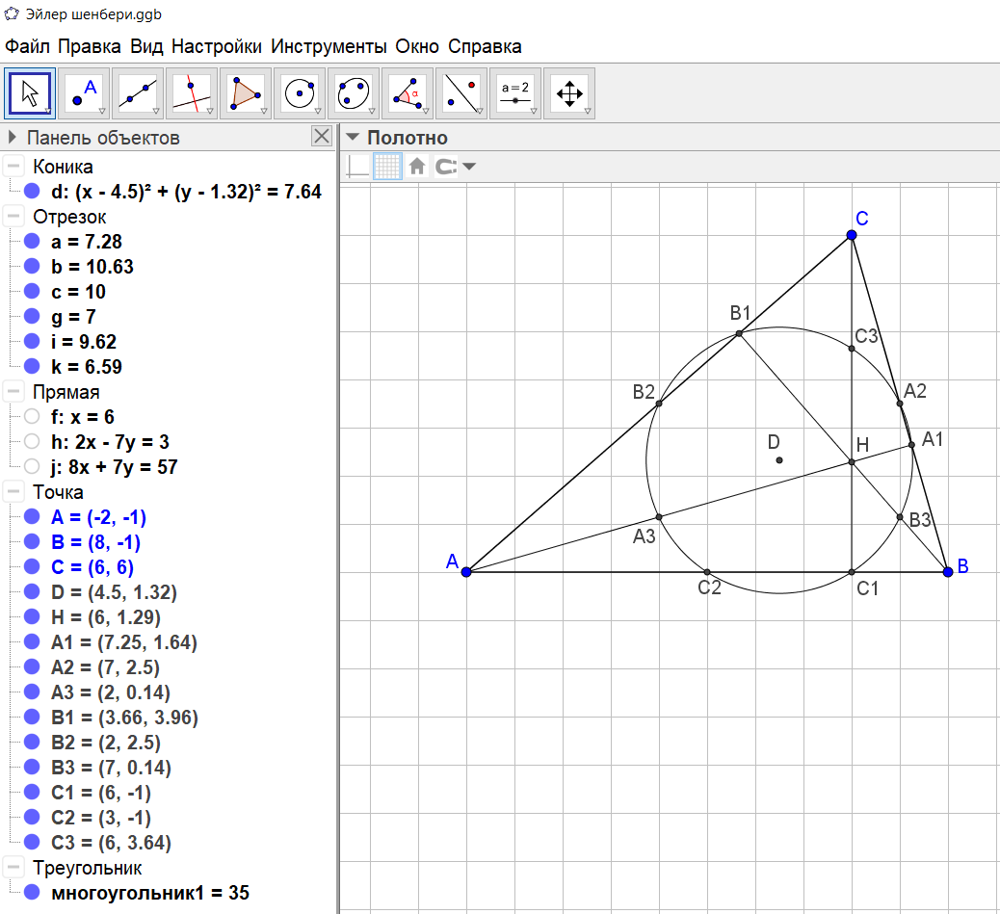 Эйлер шенбери.ggb
Файл Правка Вид Настройки Инструменты Окно Справка
A
α
a = 2
Панель объектов
Полотно
Коника
d: (x - 4.5)² + (y - 1.32)² = 7.64
Отрезок
a = 7.28
b = 10.63
c = 10
g = 7
i = 9.62
k = 6.59
Прямая
f: x = 6
h: 2x - 7y = 3
j: 8x + 7y = 57
Точка
A = (-2, -1)
B = (8, -1)
C = (6, 6)
D = (4.5, 1.32)
H = (6, 1.29)
A1 = (7.25, 1.64)
A2 = (7, 2.5)
A3 = (2, 0.14)
B1 = (3.66, 3.96)
B2 = (2, 2.5)
B3 = (7, 0.14)
C1 = (6, -1)
C2 = (3, -1)
C3 = (6, 3.64)
Треугольник
многоугольник1 = 35
C
B1
C3
B2
A2
D
H
A1
A3
B3
A
B
C2
C1